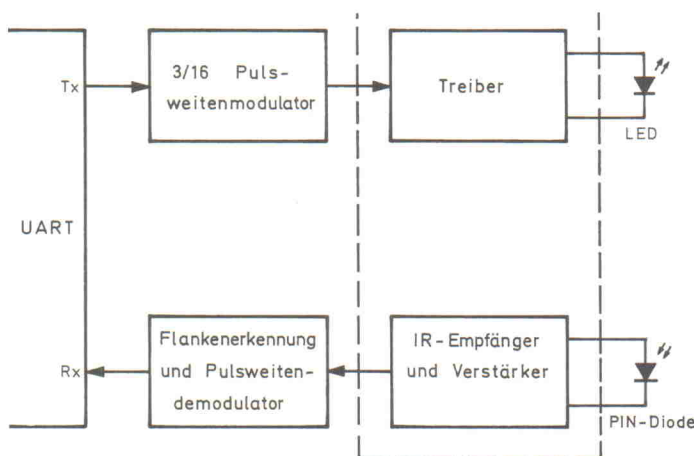 Tx
3/16 Puls-
weitenmodulator
Treiber
LED
UART
Rx
Flankenerkennung
und Pulsweiten-
demodulator
IR-Empfänger
und Verstärker
PIN-Diode